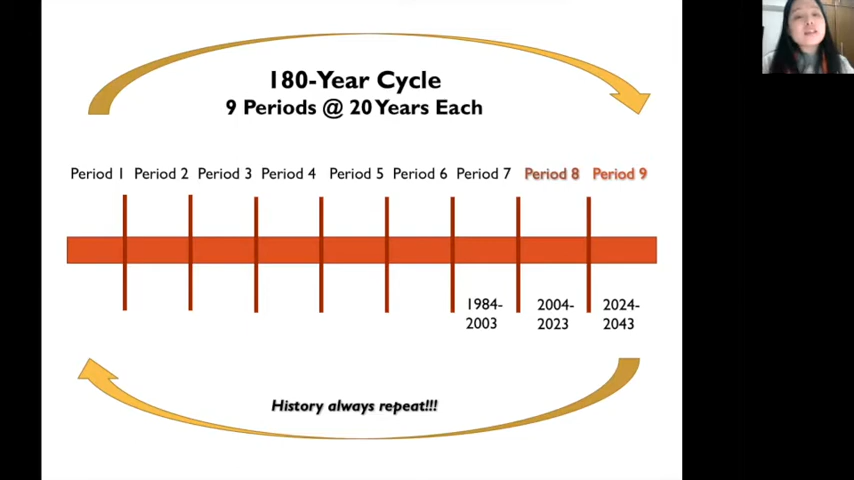 180-Year Cycle
9 Periods @ 20 Years Each
Period 1 Period 2 Period 3 Period 4 Period 5 Period 6 Period 7 Period 8 Period 9
1984-
2003
2004-
2023
2024-
2043
History always repeat!!!